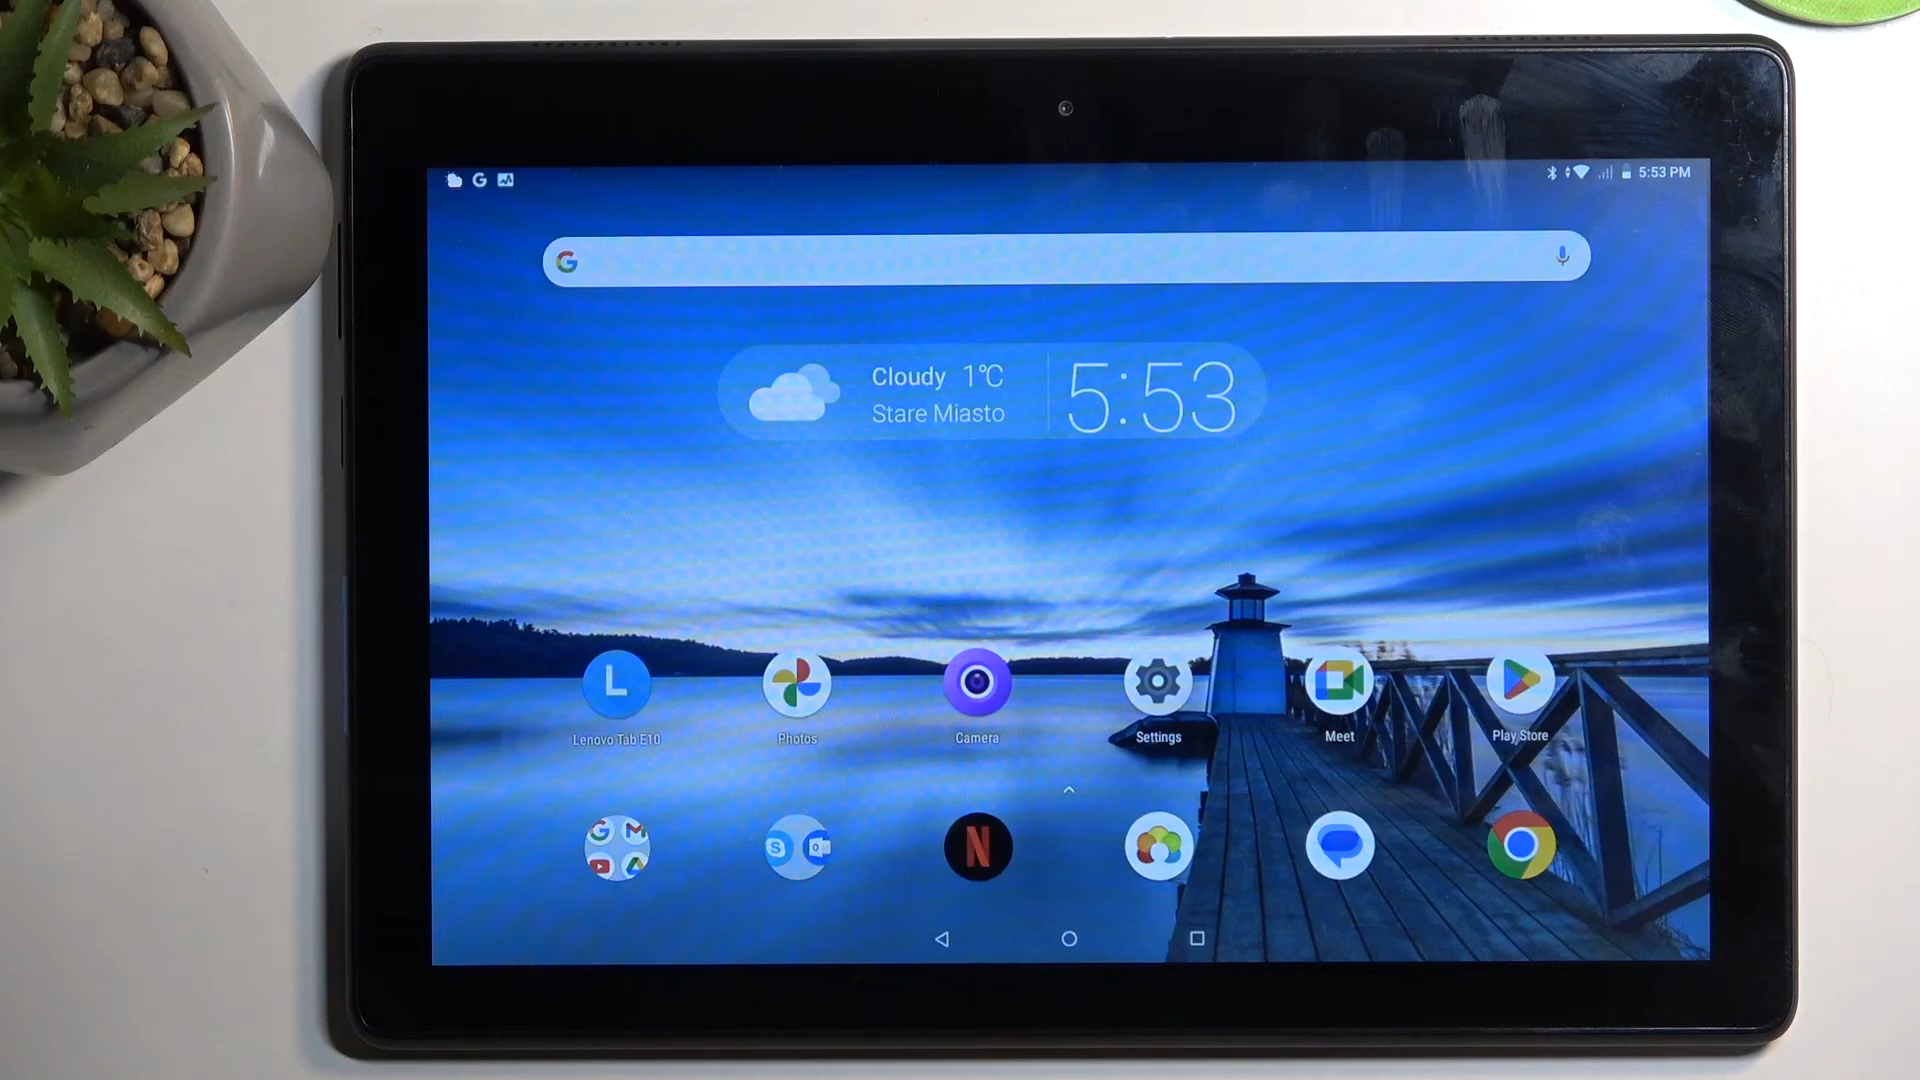 5:53 PM
Cloudy 1°C
Stare Miasto
5:53
L
Lenovo Tab E10
Photos
Camera
Settings
Meet
Play Store
N